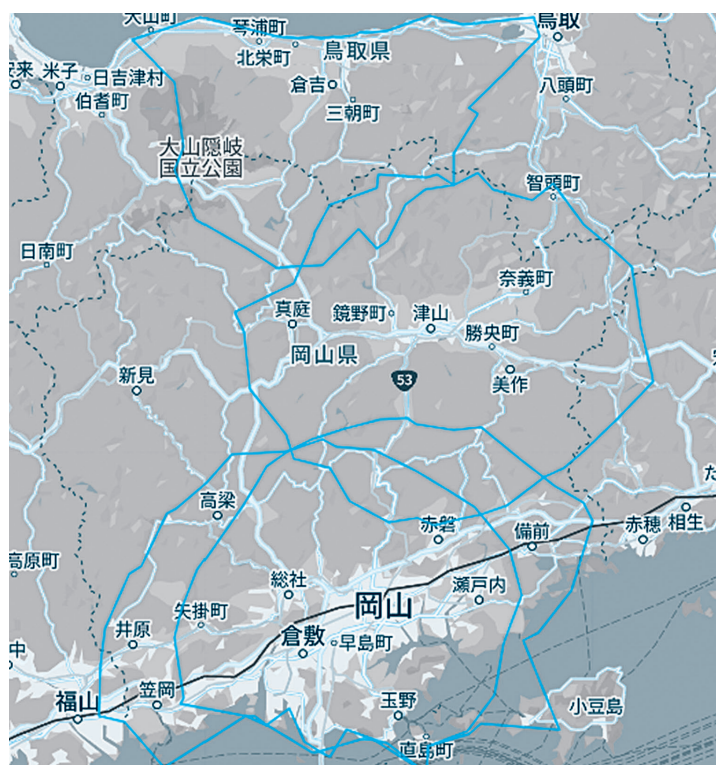 大山町
琴浦町
鳥取
北栄町
鳥取県
米子
日吉津村
倉吉
八頭町
伯耆町
三朝町
大山隠岐
国立公園
智頭町
日南町
奈義町
真庭
鏡野町
津山
勝央町
岡山県
新見
53
美作
高梁
赤磐
備前
赤穂
相生
高原町
総社
瀬戸内
岡山
矢掛町
井原
倉敷
早島町
中
笠岡
福山
玉野
小豆島
直島町